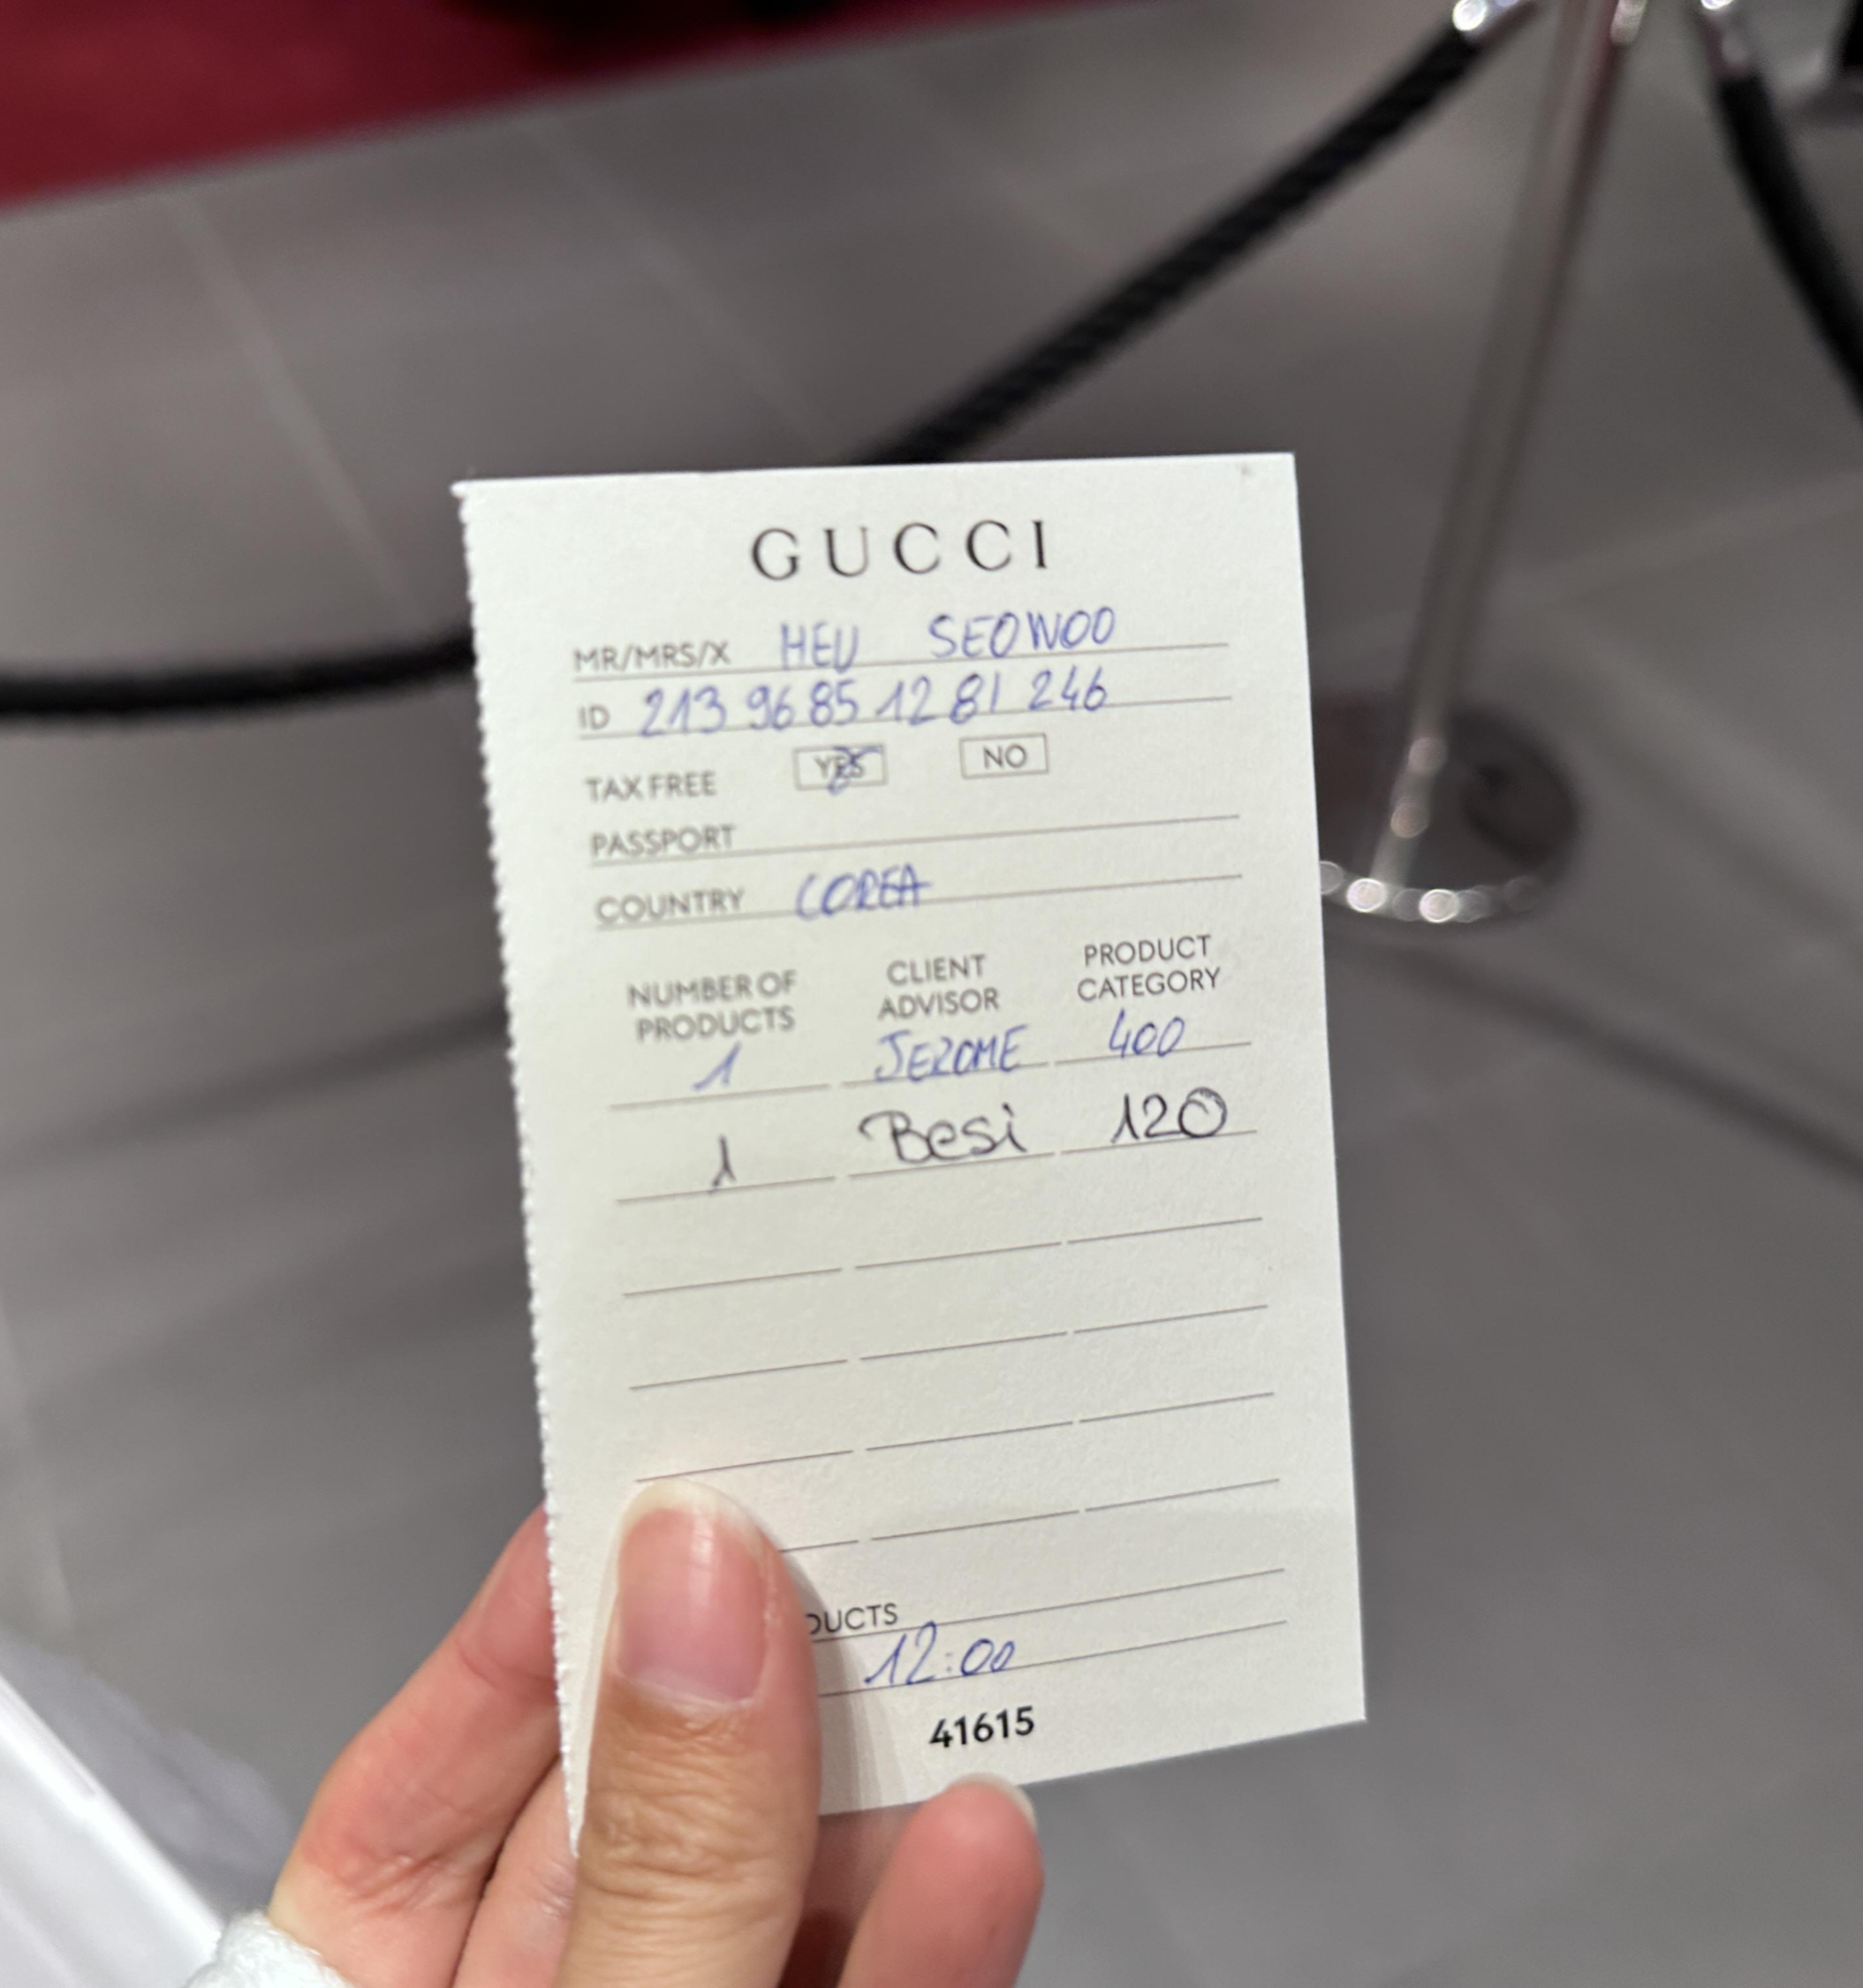 GUCCI
MR/MRS/X HEU SEOWOO
ID 213 96 85 12 81 246
TAX FREE YES NO
PASSPORT
COUNTRY COREA
NUMBER OF PRODUCTS CLIENT ADVISOR PRODUCT CATEGORY
1 JEROME 400
1 Besi 120
DUCTS
12:00
41615